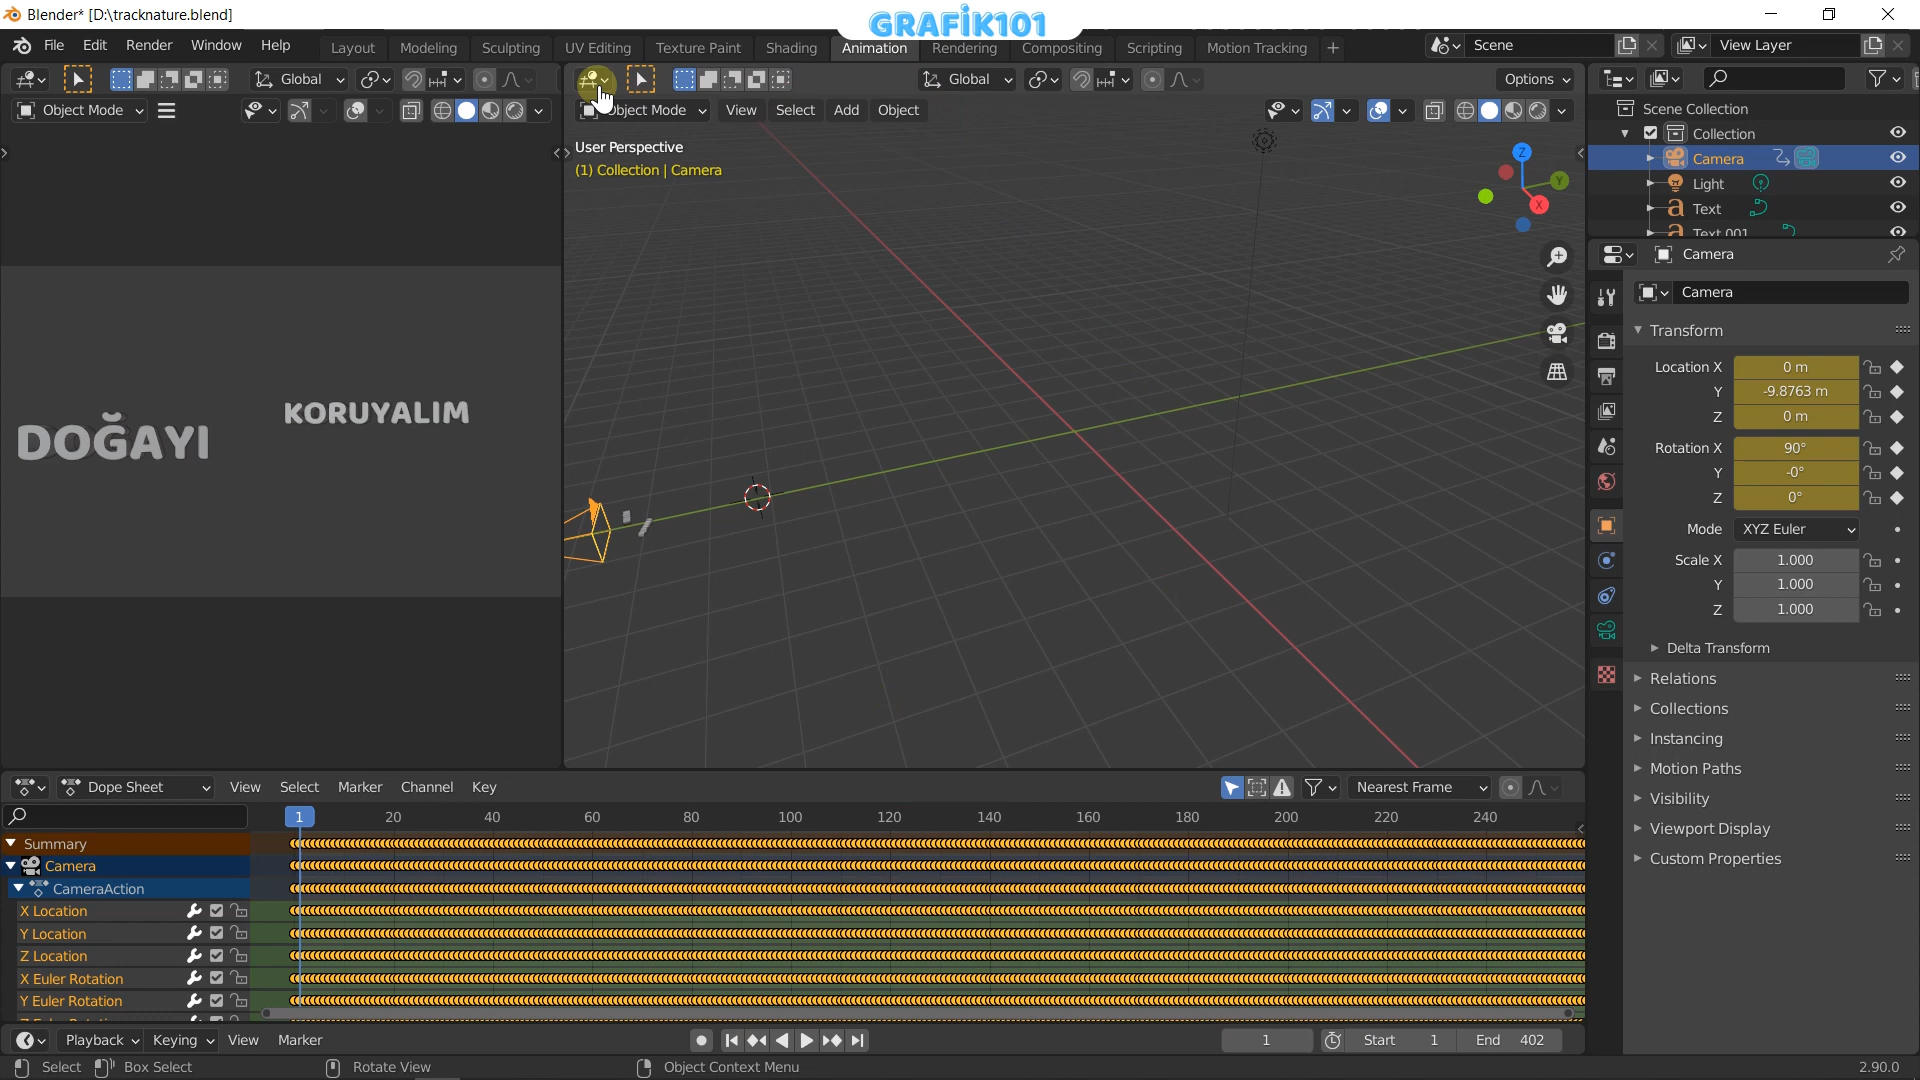 Blender* [D:\tracknature.blend]
GRAFİK101
File Edit Render Window Help
Layout Modeling Sculpting UV Editing Texture Paint Shading Animation Rendering Compositing Scripting Motion Tracking +
Scene
View Layer
Global
Global
Options
Object Mode
Object Mode View Select Add Object
User Perspective
(1) Collection | Camera
Z
Y
X
DOĞAYI
KORUYALIM
Scene Collection
Collection
Camera
Light
Text
Text.001
Camera
Camera
Transform
Location X 0 m
Y -9.8763 m
Z 0 m
Rotation X 90°
Y -0°
Z 0°
Mode XYZ Euler
Scale X 1.000
Y 1.000
Z 1.000
Delta Transform
Relations
Collections
Instancing
Motion Paths
Visibility
Viewport Display
Custom Properties
Dope Sheet View Select Marker Channel Key
Nearest Frame
1 20 40 60 80 100 120 140 160 180 200 220 240
Summary
Camera
CameraAction
X Location
Y Location
Z Location
X Euler Rotation
Y Euler Rotation
Playback Keying View Marker
1 Start 1 End 402
Select Box Select Rotate View Object Context Menu 2.90.0